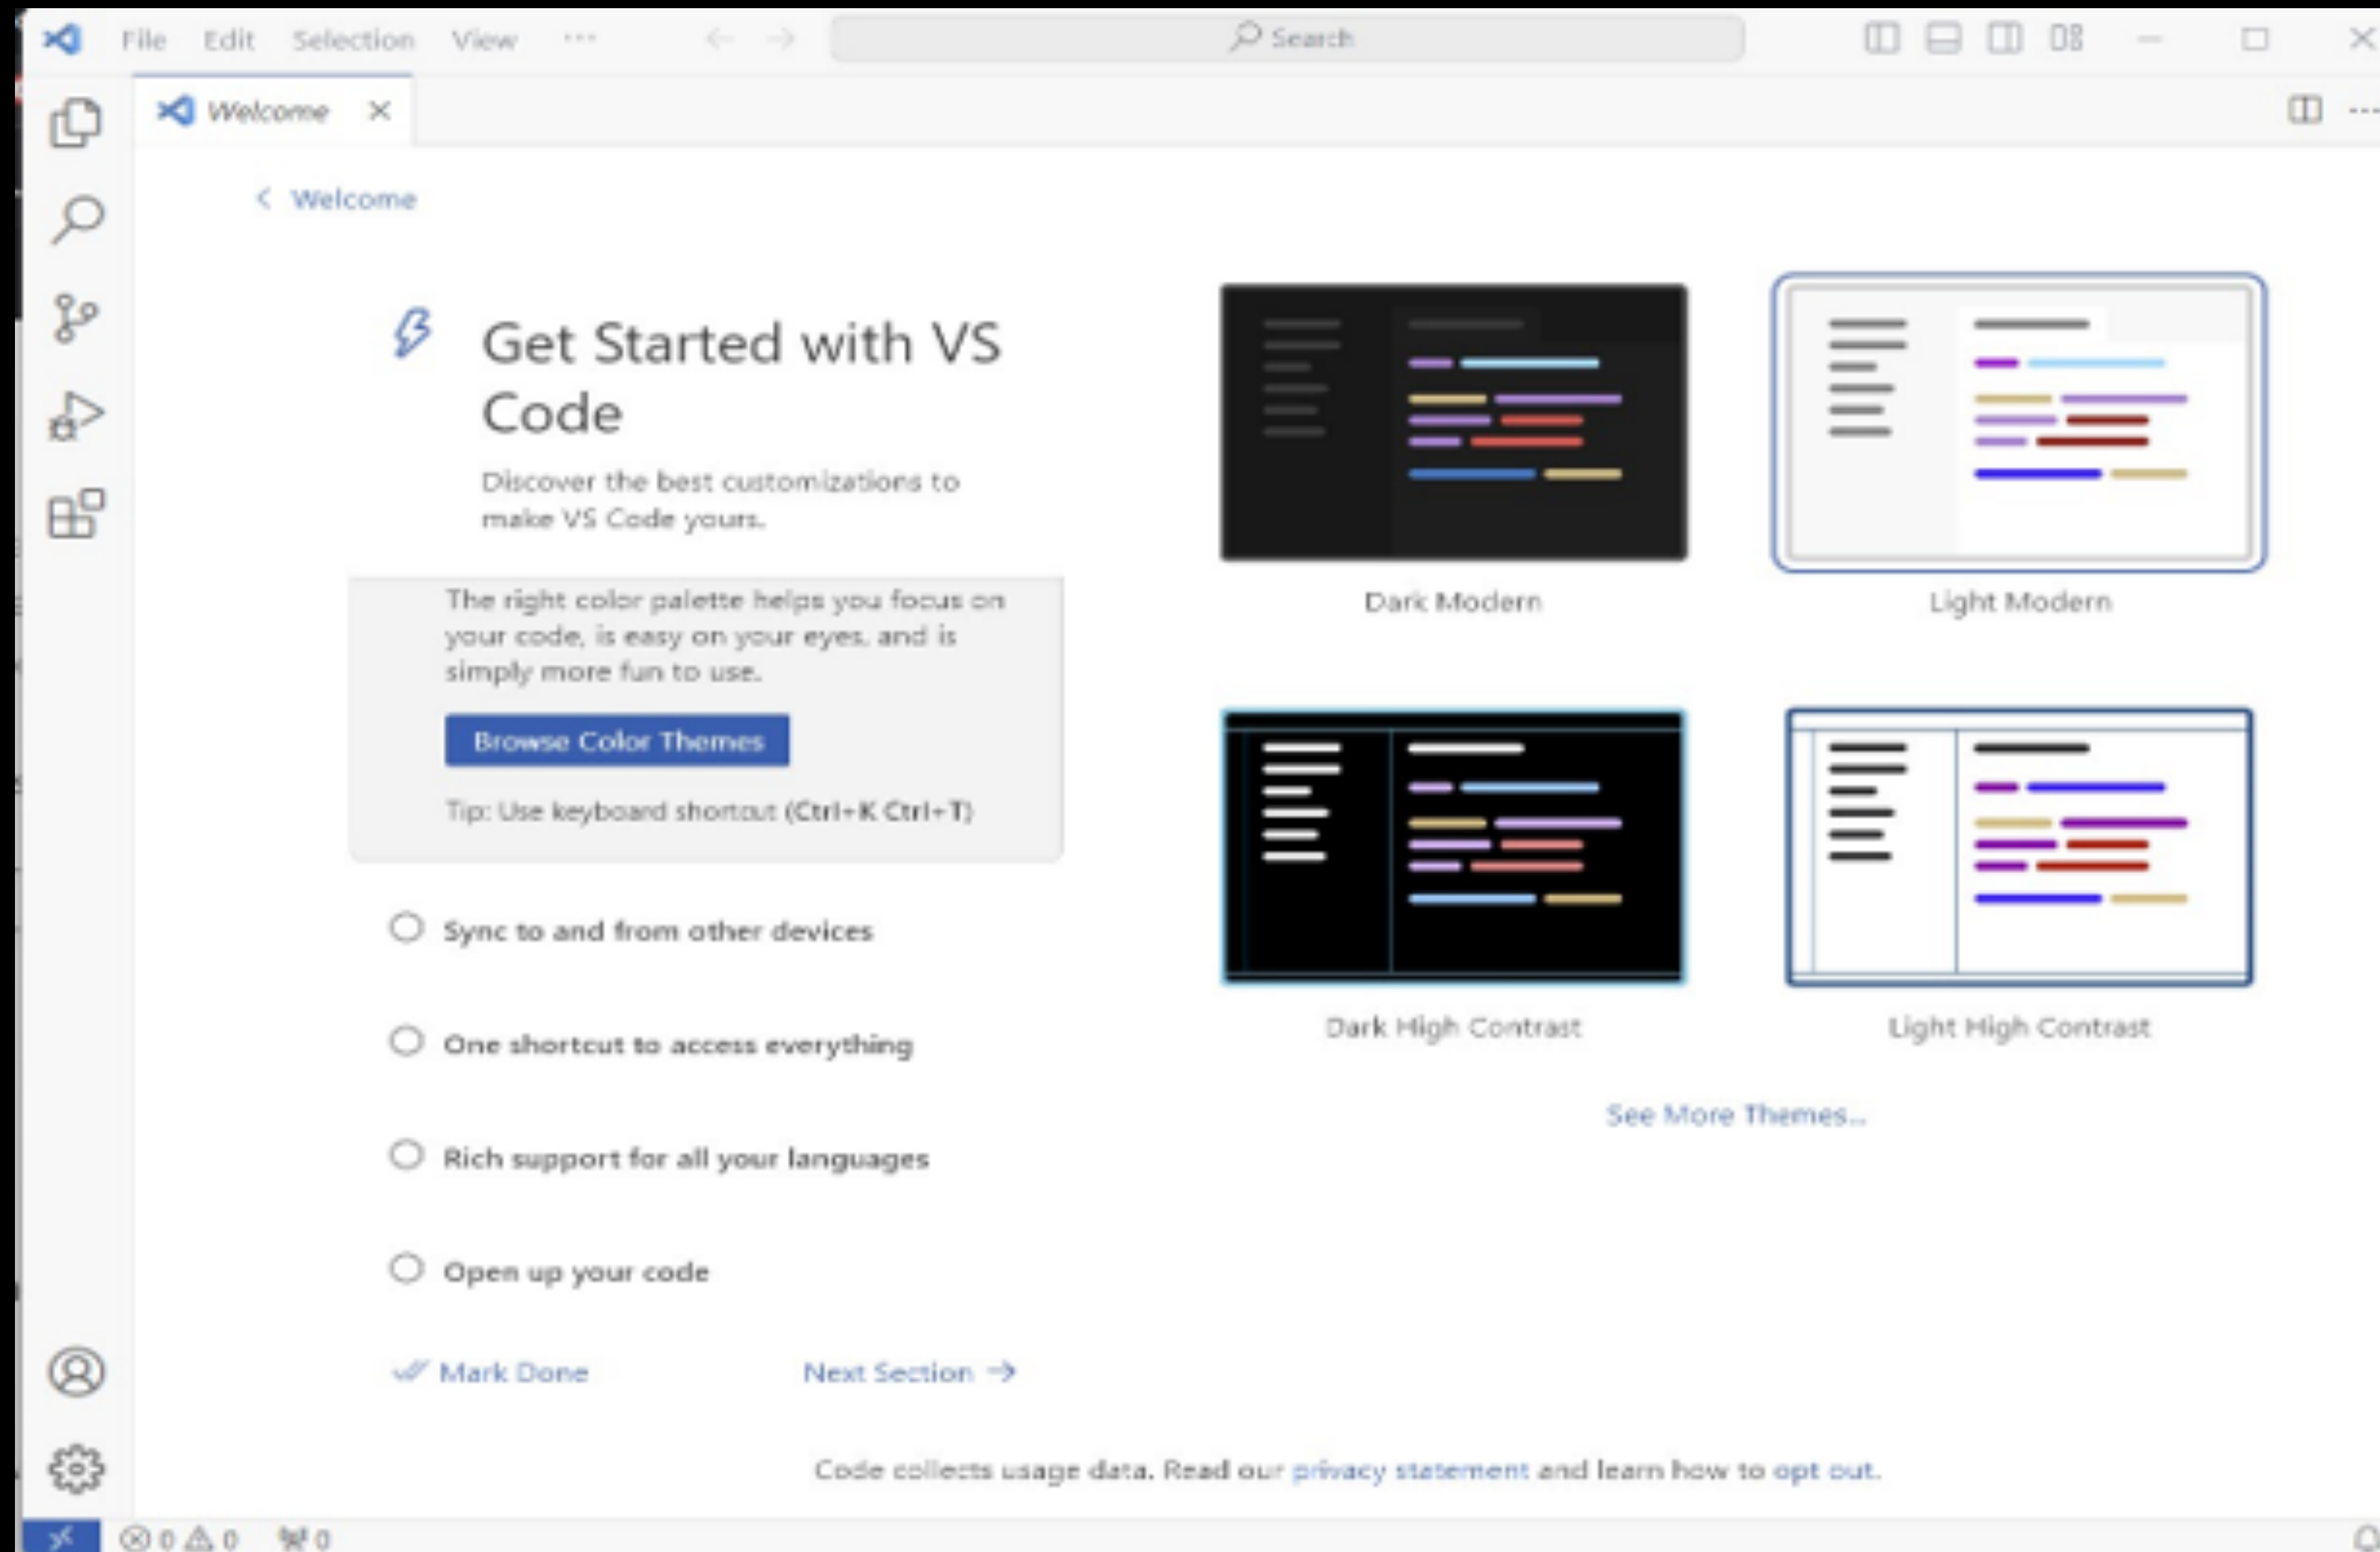 File Edit Selection View ... Search
Welcome
Welcome
Get Started with VS
Code
Discover the best customizations to
make VS Code yours.
The right color palette helps you focus on
your code, is easy on your eyes, and is
simply more fun to use.
Browse Color Themes
Tip: Use keyboard shortcut (Ctrl+K Ctrl+T)
Sync to and from other devices
One shortcut to access everything
Rich support for all your languages
Open up your code
Mark Done
Next Section →
Dark Modern
Light Modern
Dark High Contrast
Light High Contrast
See More Themes...
Code collects usage data. Read our privacy statement and learn how to opt out.
0 0 0